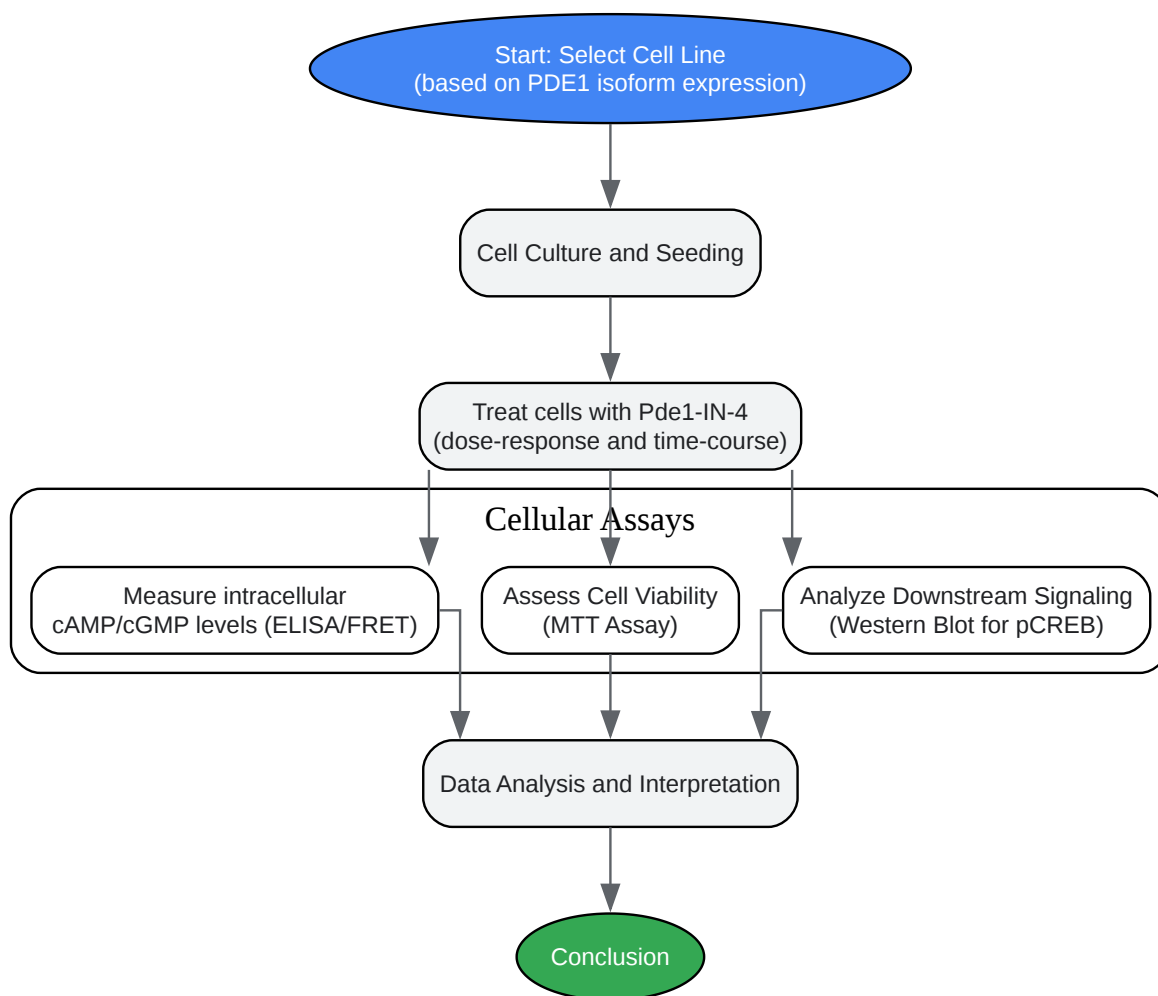 Start: Select Cell Line
(based on PDE1 isoform expression)
Cell Culture and Seeding
Treat cells with Pde1-IN-4
(dose-response and time-course)
Cellular Assays
Measure intracellular
cAMP/cGMP levels (ELISA/FRET)
Assess Cell Viability
(MTT Assay)
Analyze Downstream Signaling
(Western Blot for pCREB)
Data Analysis and Interpretation
Conclusion